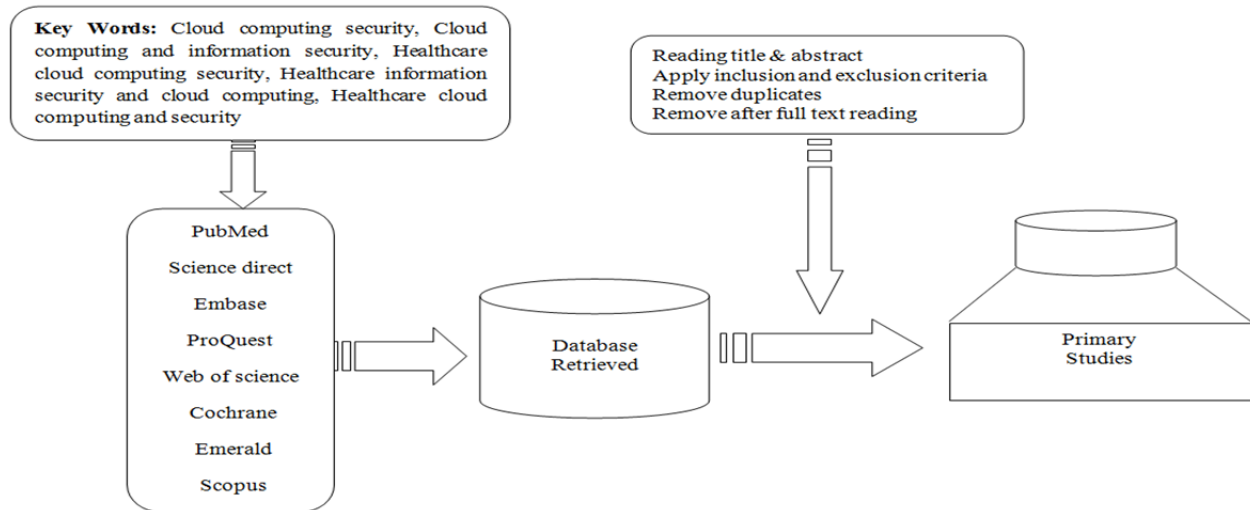 Key Words: Cloud computing security, Cloud
computing and information security, Healthcare
cloud computing security, Healthcare information
security and cloud computing, Healthcare cloud
computing and security
Reading title & abstract
Apply inclusion and exclusion criteria
Remove duplicates
Remove after full text reading
PubMed
Science direct
Embase
ProQuest
Web of science
Cochrane
Emerald
Scopus
Database
Retrieved
Primary
Studies